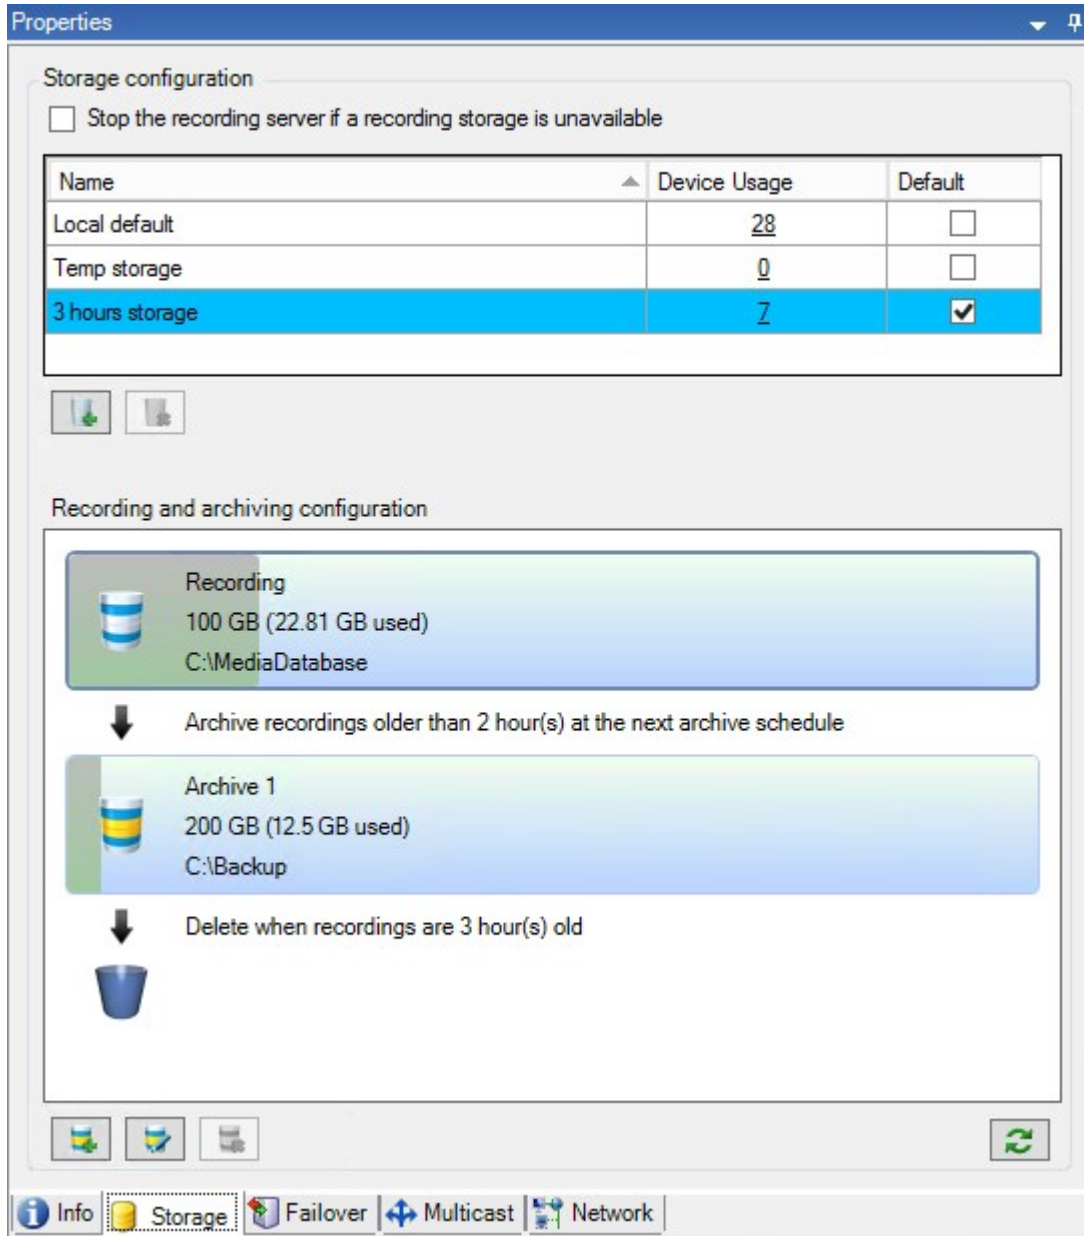 Properties
Storage configuration
Stop the recording server if a recording storage is unavailable
Name Device Usage Default
Local default 28
Temp storage 0
3 hours storage 7
Recording and archiving configuration
Recording
100 GB (22.81 GB used)
C:\MediaDatabase
Archive recordings older than 2 hour(s) at the next archive schedule
Archive 1
200 GB (12.5 GB used)
C:\Backup
Delete when recordings are 3 hour(s) old
Info Storage Failover Multicast Network